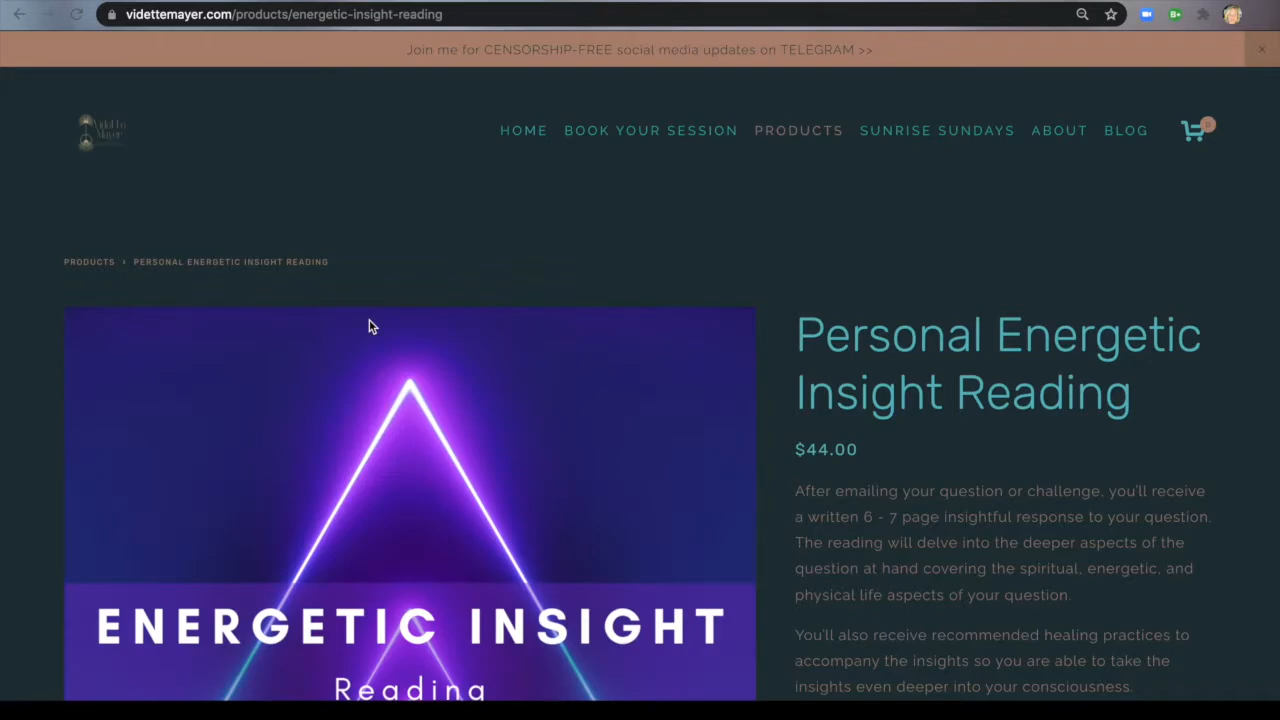 videttemayer.com/products/energetic-insight-reading
Join me for CENSORSHIP-FREE social media updates on TELEGRAM >>
HOME BOOK YOUR SESSION PRODUCTS SUNRISE SUNDAYS ABOUT BLOG
0
PRODUCTS › PERSONAL ENERGETIC INSIGHT READING
ENERGETIC INSIGHT
Reading
Personal Energetic
Insight Reading
$44.00
After emailing your question or challenge, you'll receive
a written 6 - 7 page insightful response to your question.
The reading will delve into the deeper aspects of the
question at hand covering the spiritual, energetic, and
physical life aspects of your question.
You'll also receive recommended healing practices to
accompany the insights so you are able to take the
insights even deeper into your consciousness.